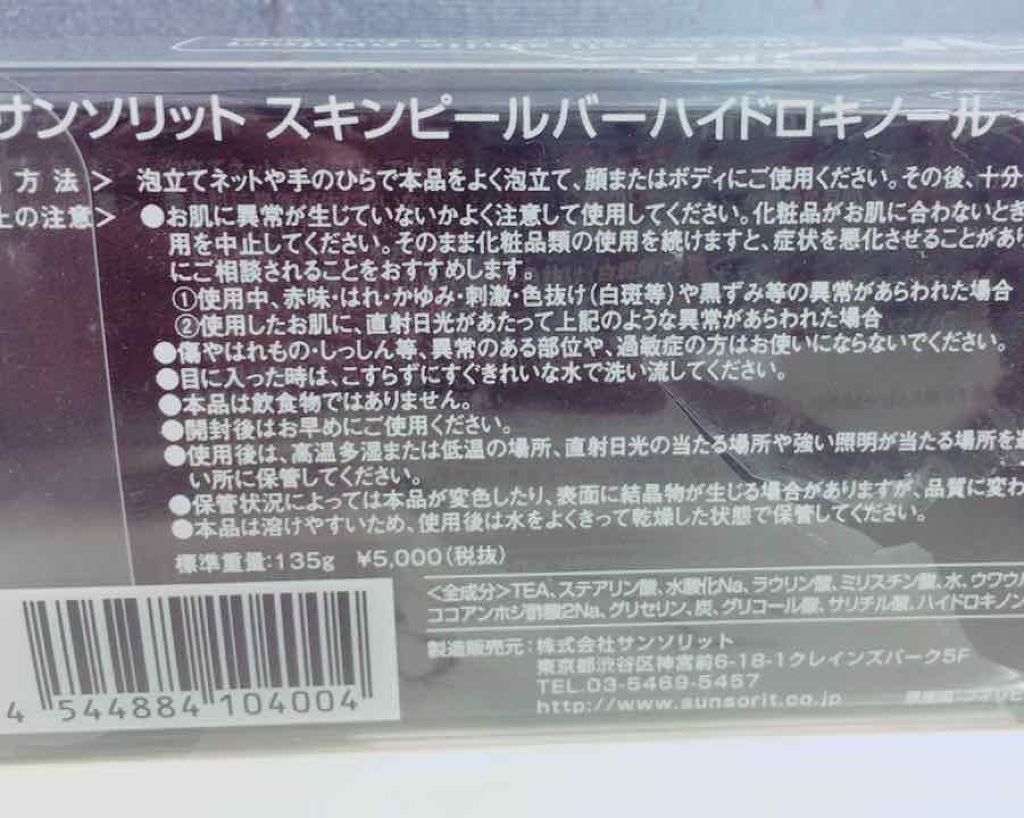 サンソリット スキンピールバーハイドロキノール
方法＞ 泡立てネットや手のひらで本品をよく泡立て、顔またはボディにご使用ください。その後、十分
上の注意＞ ●お肌に異常が生じていないかよく注意して使用してください。化粧品がお肌に合わないとき
用を中止してください。そのまま化粧品類の使用を続けますと、症状を悪化させることがあり
にご相談されることをおすすめします。
①使用中、赤味・はれ・かゆみ・刺激・色抜け(白斑等)や黒ずみ等の異常があらわれた場合
②使用したお肌に、直射日光があたって上記のような異常があらわれた場合
●傷やはれもの・しっしん等、異常のある部位や、過敏症の方はお使いにならないでください。
●目に入った時は、こすらずにすぐきれいな水で洗い流してください。
●本品は飲食物ではありません。
●開封後はお早めにご使用ください。
●使用後は、高温多湿または低温の場所、直射日光の当たる場所や強い照明が当たる場所を
い所に保管してください。
●保管状況によっては本品が変色したり、表面に結晶物が生じる場合がありますが、品質に変わ
●本品は溶けやすいため、使用後は水をよくきって乾燥した状態で保管してください。
標準重量:135g ¥5,000(税抜)
＜全成分＞TEA、ステアリン酸、水酸化Na、ラウリン酸、ミリスチン酸、水、ウワウル
ココアンホジ酢酸2Na、グリセリン、炭、グリコール酸、サリチル酸、ハイドロキノン
製造販売元:株式会社サンソリット
東京都渋谷区神宮前6-18-1クレインズパーク5F
TEL.03-5469-5467
http://www.sunsorit.co.jp
4 544884 104004